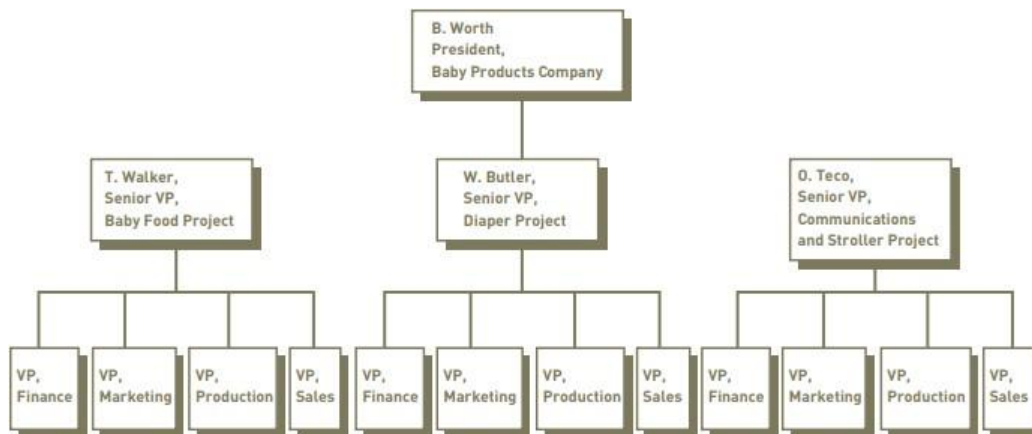 B. Worth
President,
Baby Products Company
T. Walker,
Senior VP,
Baby Food Project
W. Butler,
Senior VP,
Diaper Project
O. Teco,
Senior VP,
Communications
and Stroller Project
VP,
Finance
VP,
Marketing
VP,
Production
VP,
Sales
VP,
Finance
VP,
Marketing
VP,
Production
VP,
Sales
VP,
Finance
VP,
Marketing
VP,
Production
VP,
Sales